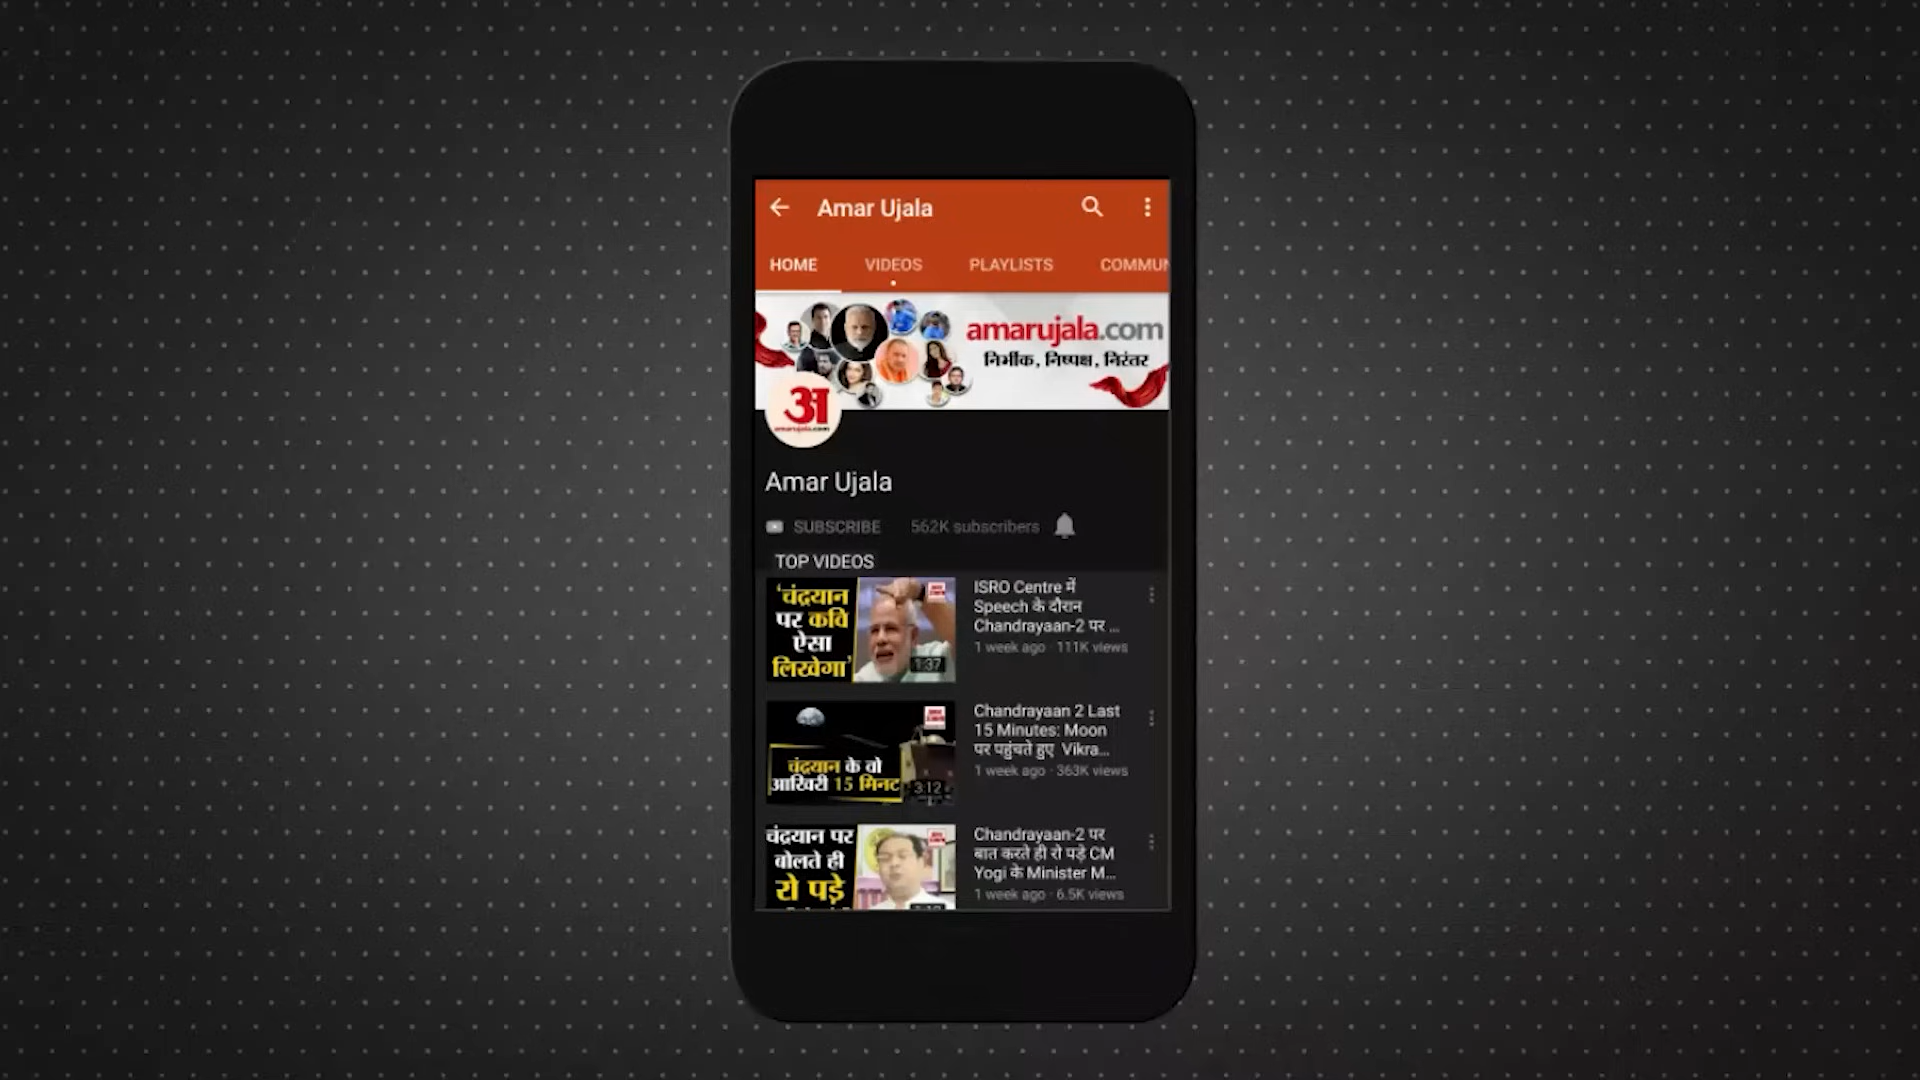 Amar Ujala
HOME VIDEOS PLAYLISTS COMMUN
amarujala.com
निर्भीक, निष्पक्ष, निरंतर
अ
amarujala.com
Amar Ujala
SUBSCRIBE 562K subscribers
TOP VIDEOS
'चंद्रयान
पर कवि
ऐसा
लिखेगा'
1:37
ISRO Centre में
Speech के दौरान
Chandrayaan-2 पर ...
1 week ago · 111K views
चंद्रयान के वो
आखिरी 15 मिनट
3:12
Chandrayaan 2 Last
15 Minutes: Moon
पर पहुंचते हुए Vikra...
1 week ago · 363K views
चंद्रयान पर
बोलते ही
रो पड़े
Chandrayaan-2 पर
बात करते ही रो पड़े CM
Yogi के Minister M...
1 week ago · 6.5K views